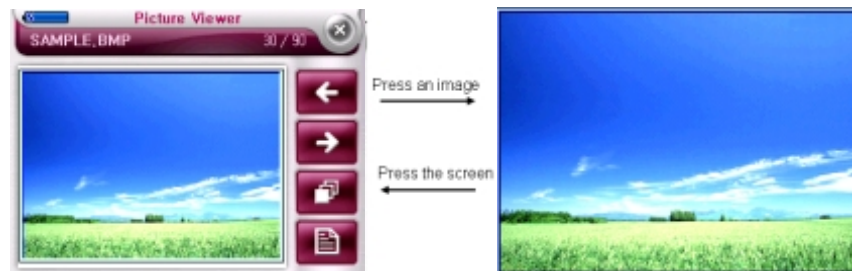 Picture Viewer
SAMPLE.BMP 30 / 90
Press an image
Press the screen